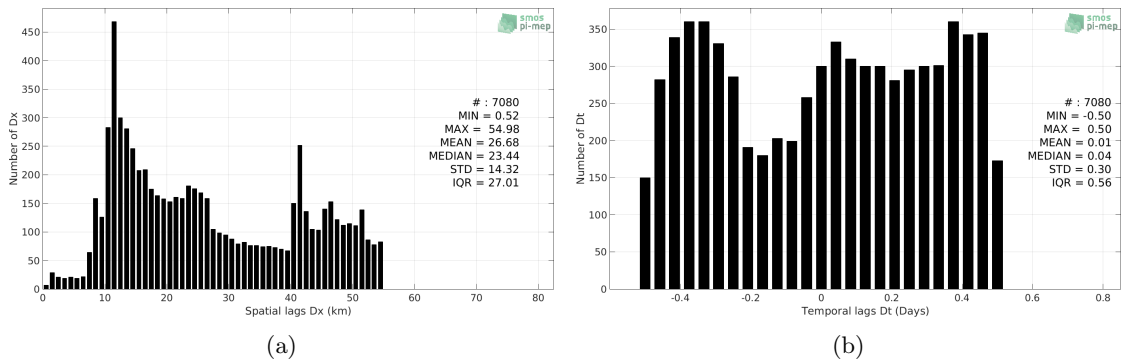 smos
pi-mep
450
400
350
300
250
200
150
100
50
0
Number of Dx
# : 7080
MIN = 0.52
MAX = 54.98
MEAN = 26.68
MEDIAN = 23.44
STD = 14.32
IQR = 27.01
0 10 20 30 40 50 60 70 80
Spatial lags Dx (km)
(a)
smos
pi-mep
350
300
250
200
150
100
50
0
Number of Dt
# : 7080
MIN = -0.50
MAX = 0.50
MEAN = 0.01
MEDIAN = 0.04
STD = 0.30
IQR = 0.56
-0.4 -0.2 0 0.2 0.4 0.6 0.8
Temporal lags Dt (Days)
(b)